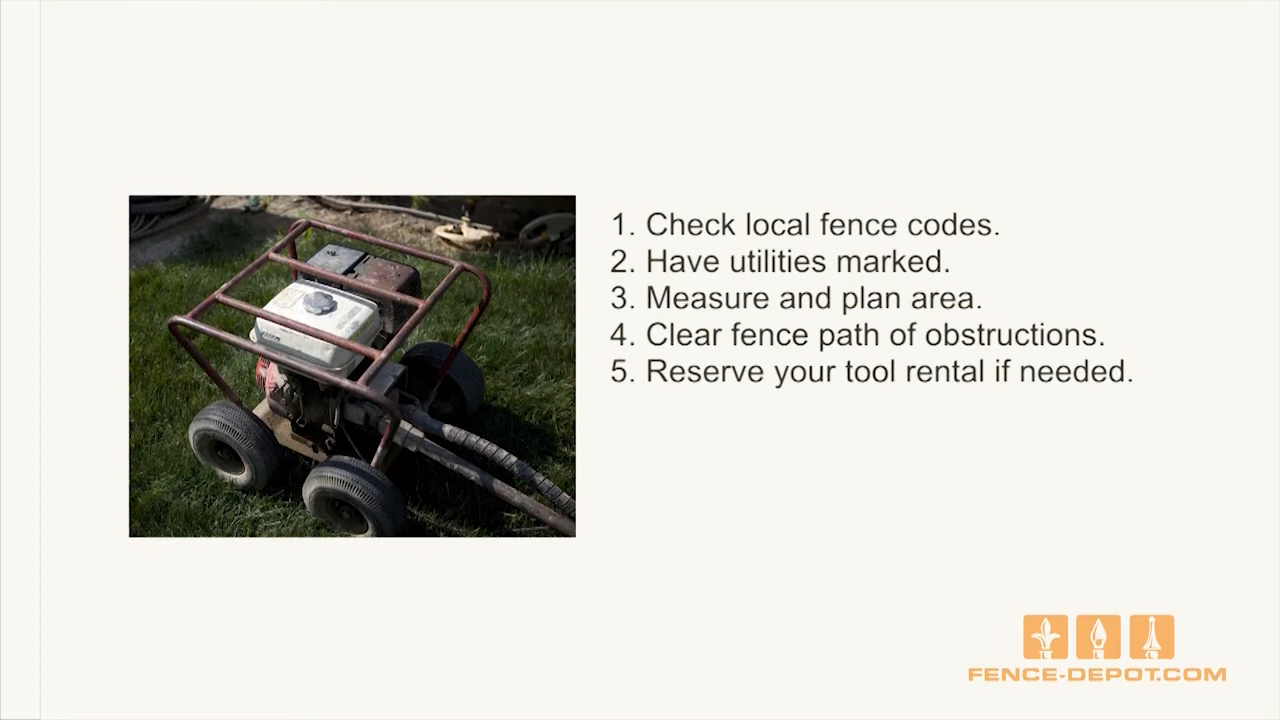 1. Check local fence codes.
2. Have utilities marked.
3. Measure and plan area.
4. Clear fence path of obstructions.
5. Reserve your tool rental if needed.
FENCE-DEPOT.COM